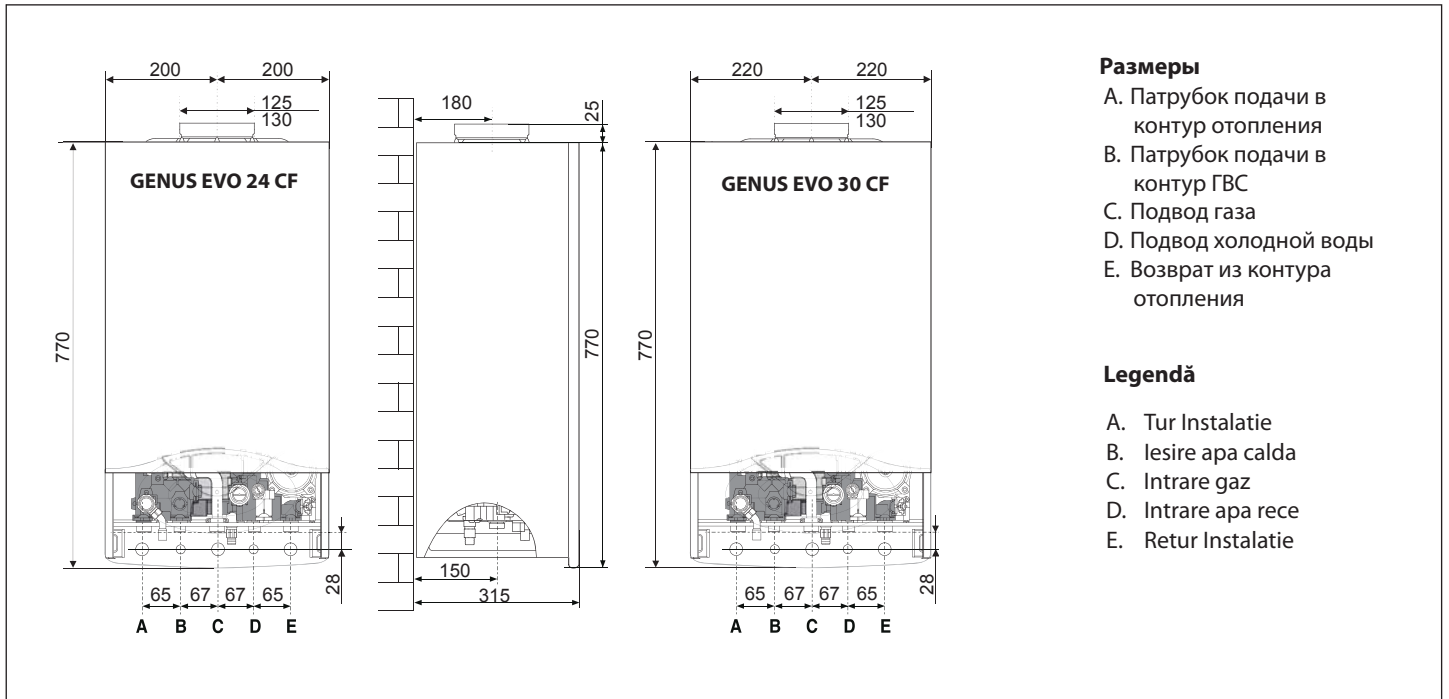 200
200
125
130
GENUS EVO 24 CF
770
28
65
67
67
65
A B C D E
180
25
770
150
315
220
220
125
130
GENUS EVO 30 CF
770
28
65
67
67
65
A B C D E
Размеры
A. Патрубок подачи в
контур отопления
B. Патрубок подачи в
контур ГВС
C. Подвод газа
D. Подвод холодной воды
E. Возврат из контура
отопления
Legendă
A. Tur Instalatie
B. Iesire apa calda
C. Intrare gaz
D. Intrare apa rece
E. Retur Instalatie